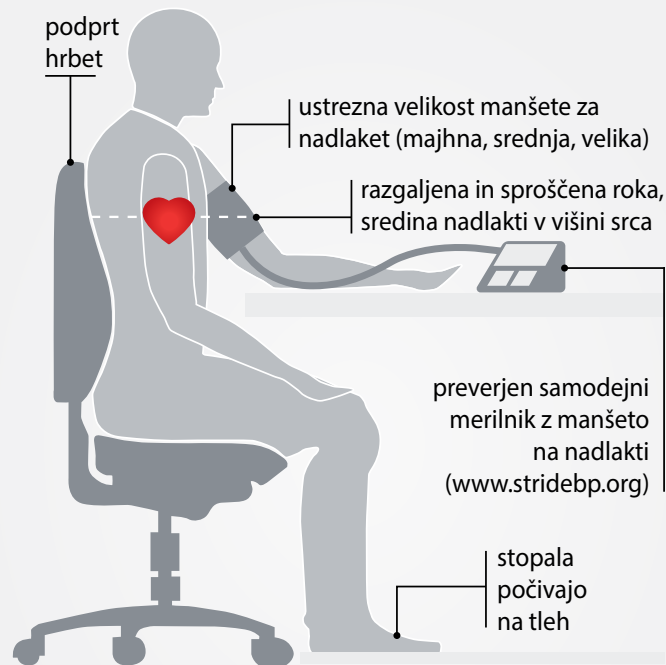 podprt
hrbet
ustrezna velikost manšete za
nadlaket (majhna, srednja, velika)
razgaljena in sproščena roka,
sredina nadlakti v višini srca
preverjen samodejni
merilnik z manšeto
na nadlakti
(www.stridebp.org)
stopala
počivajo
na tleh